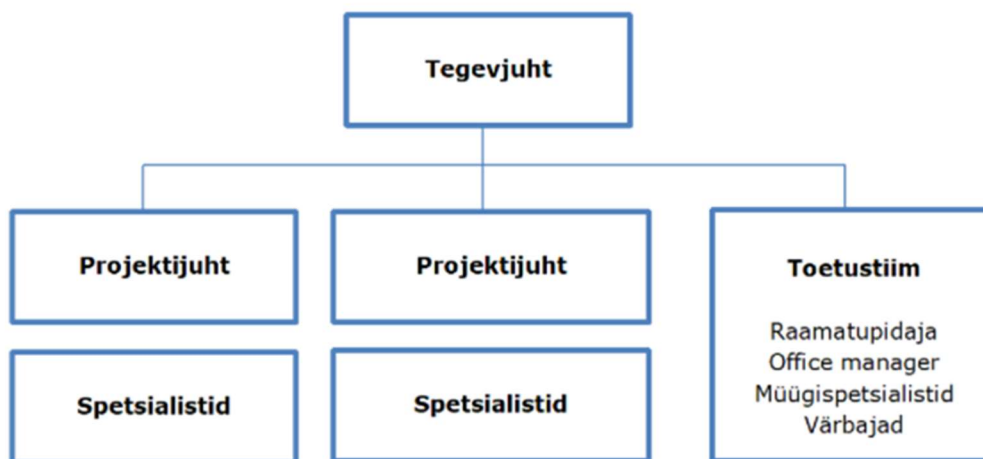 Tegevjuht
Projektijuht
Projektijuht
Toetustiim
Raamatupidaja
Office manager
Müügispetsialistid
Värbajad
Spetsialistid
Spetsialistid